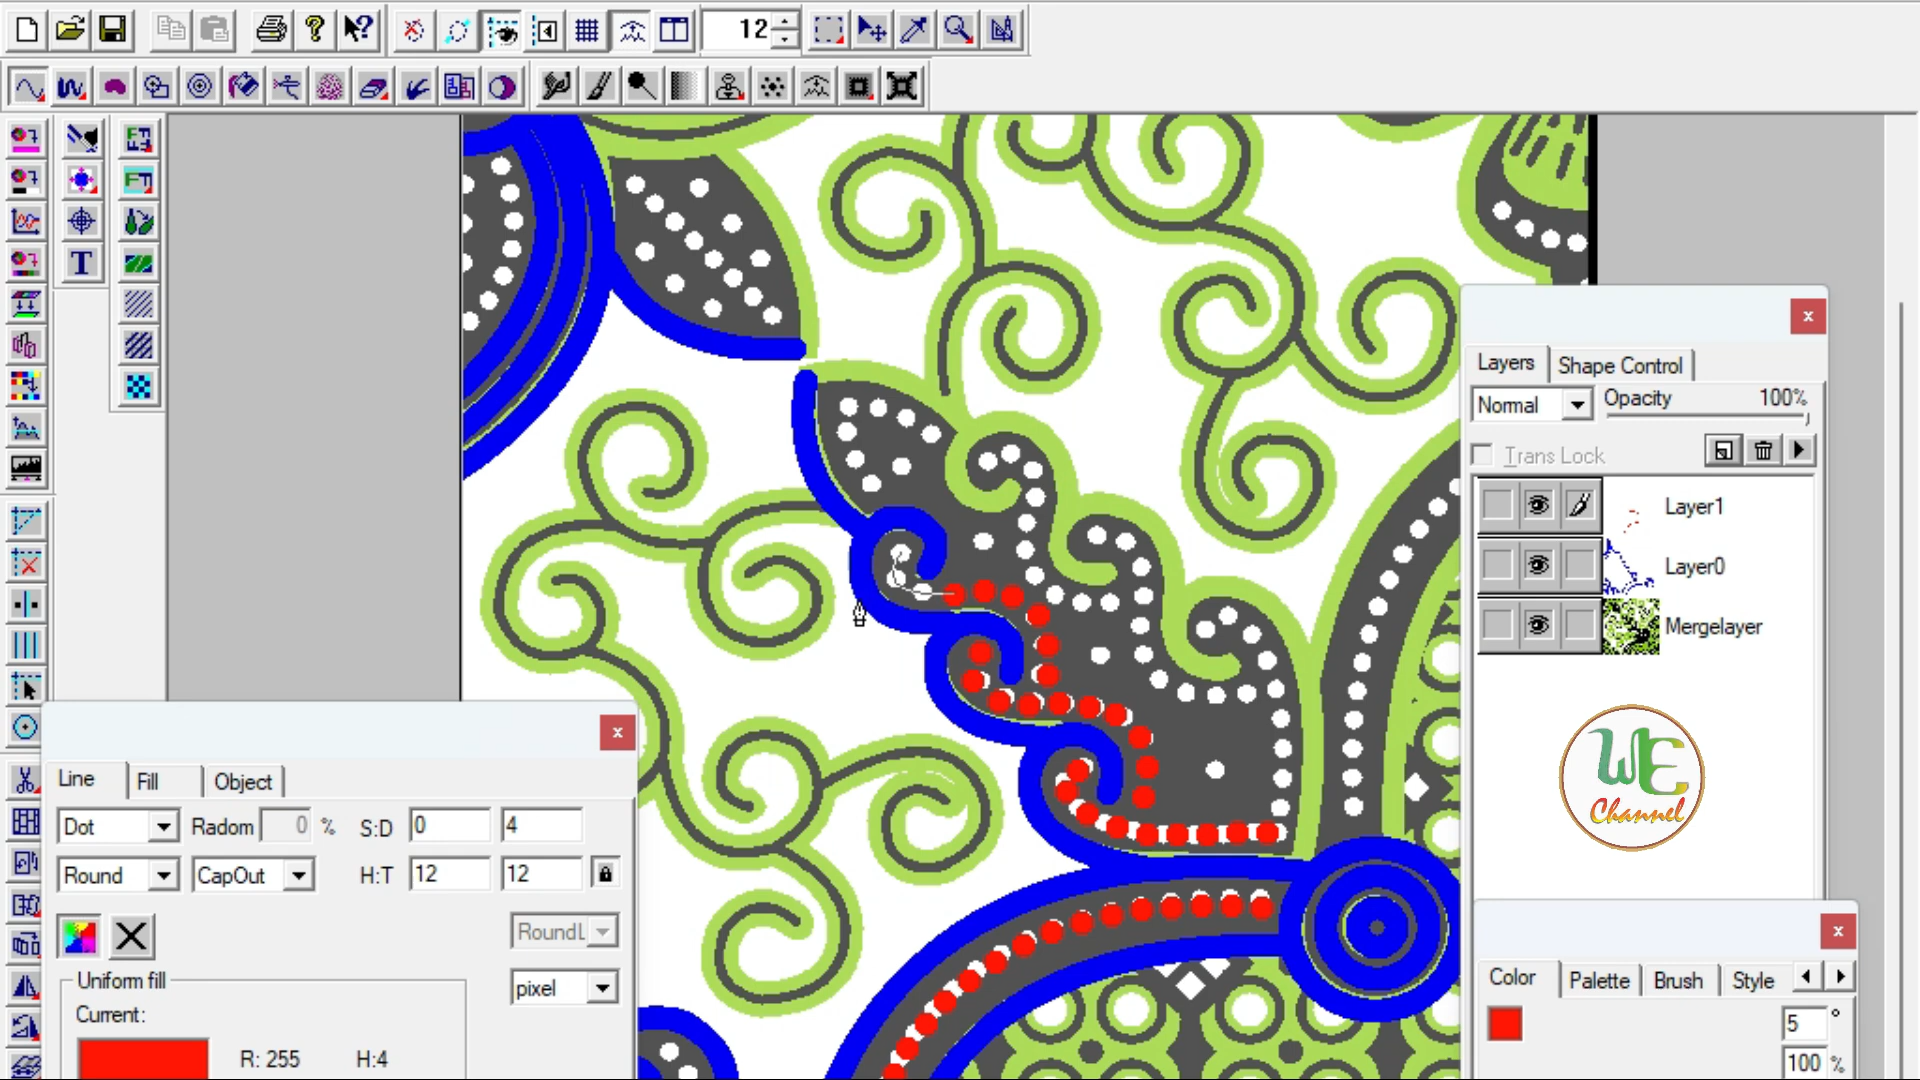 12
T
Layers Shape Control
Normal Opacity 100%
Trans Lock
Layer1
Layer0
Mergelayer
WE
Channel
Line Fill Object
Dot Radom 0 % S:D 0 4
Round CapOut H:T 12 12
RoundL
pixel
Uniform fill
Current:
R: 255 H:4
Color Palette Brush Style
5 °
100 %